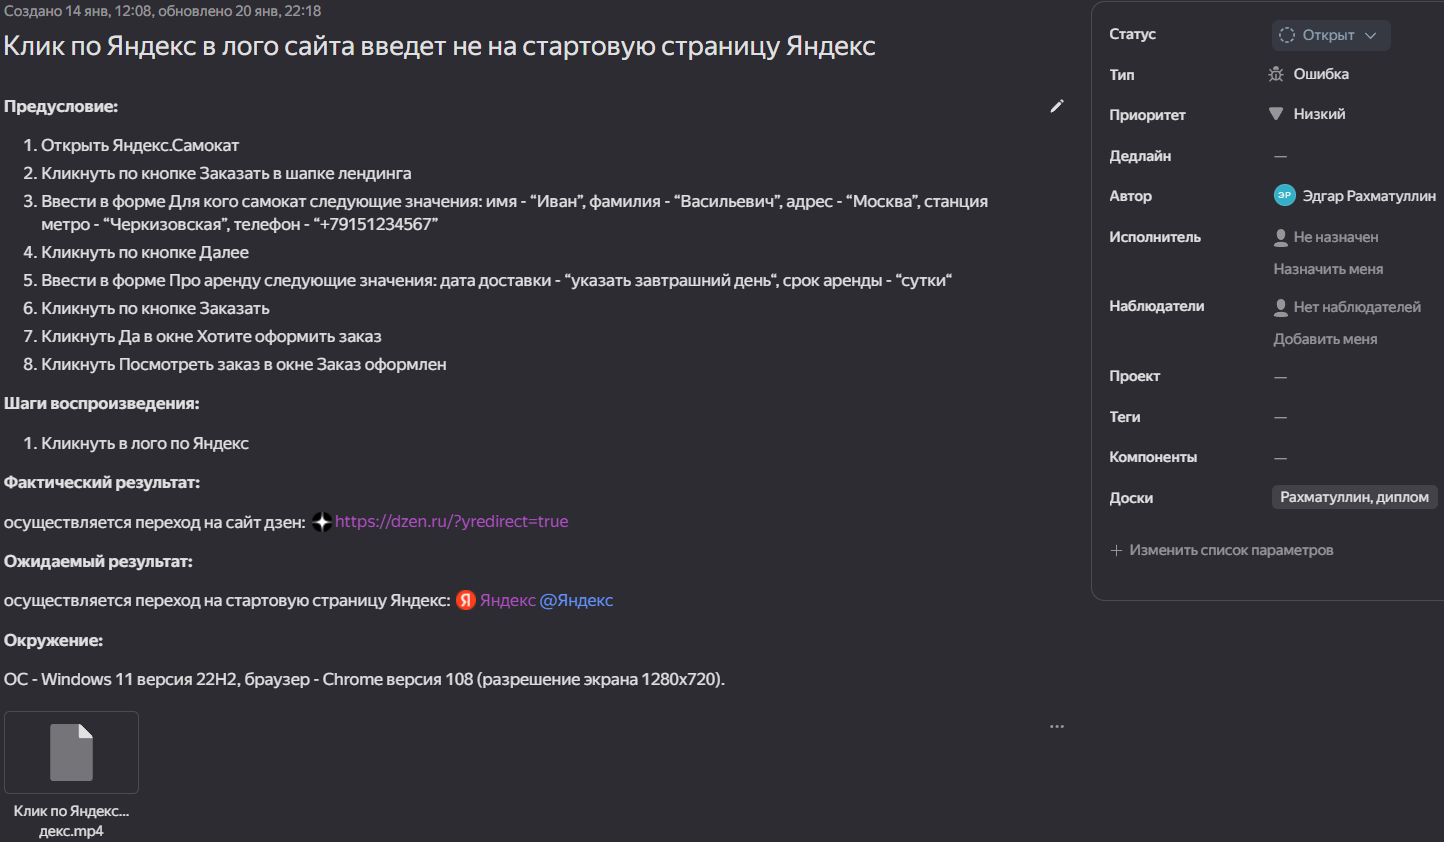 Создано 14 янв, 12:08, обновлено 20 янв, 22:18
Клик по Яндекс в лого сайта введет не на стартовую страницу Яндекс
Предусловие:
1. Открыть Яндекс.Самокат
2. Кликнуть по кнопке Заказать в шапке лендинга
3. Ввести в форме Для кого самокат следующие значения: имя - “Иван”, фамилия - “Васильевич”, адрес - “Москва”, станция
метро - “Черкизовская”, телефон - “+79151234567”
4. Кликнуть по кнопке Далее
5. Ввести в форме Про аренду следующие значения: дата доставки - “указать завтрашний день“, срок аренды - “сутки“
6. Кликнуть по кнопке Заказать
7. Кликнуть Да в окне Хотите оформить заказ
8. Кликнуть Посмотреть заказ в окне Заказ оформлен
Шаги воспроизведения:
1. Кликнуть в лого по Яндекс
Фактический результат:
осуществляется переход на сайт дзен: https://dzen.ru/?yredirect=true
Ожидаемый результат:
осуществляется переход на стартовую страницу Яндекс: Я Яндекс @Яндекс
Окружение:
ОС - Windows 11 версия 22H2, браузер - Chrome версия 108 (разрешение экрана 1280x720).
Клик по Яндекс...
декс.mp4
Статус Открыт
Тип Ошибка
Приоритет Низкий
Дедлайн —
Автор ЭР Эдгар Рахматуллин
Исполнитель Не назначен
Назначить меня
Наблюдатели Нет наблюдателей
Добавить меня
Проект —
Теги —
Компоненты —
Доски Рахматуллин, диплом
+ Изменить список параметров